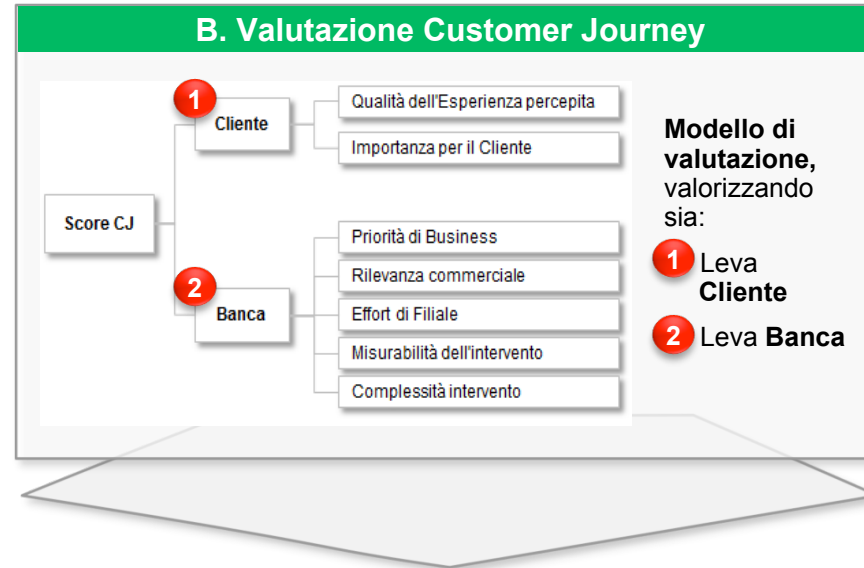 B. Valutazione Customer Journey
1
Cliente
Qualità dell'Esperienza percepita
Importanza per il Cliente
Score CJ
2
Banca
Priorità di Business
Rilevanza commerciale
Effort di Filiale
Misurabilità dell'intervento
Complessità intervento
Modello di
valutazione,
valorizzando
sia:
1 Leva
Cliente
2 Leva Banca